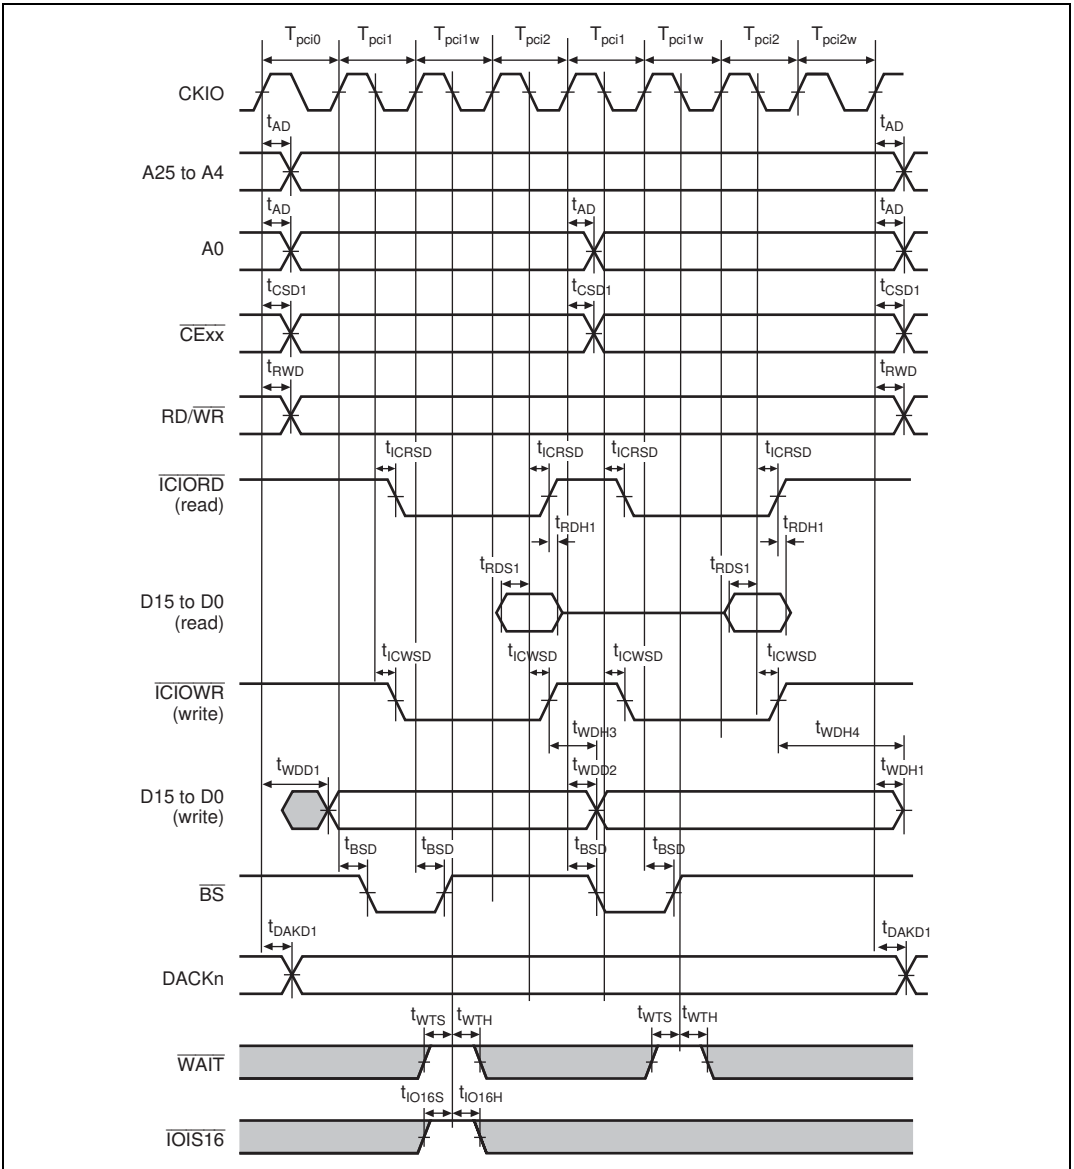 Tpci0 Tpci1 Tpci1w Tpci2 Tpci1 Tpci1w Tpci2 Tpci2w
CKIO
tAD tAD
A25 to A4
tAD tAD tAD
A0
tCSD1 tCSD1 tCSD1
CExx
tRWD tRWD
RD/WR
tICRSD tICRSD tICRSD tICRSD
ICIORD
(read)
tRDH1 tRDH1
tRDS1 tRDS1
D15 to D0
(read)
tICWSD tICWSD tICWSD tICWSD
ICIOWR
(write)
tWDH3 tWDH4
tWDD1 tWDD2 tWDH1
D15 to D0
(write)
tBSD tBSD tBSD tBSD
BS
tDAKD1 tDAKD1
DACKn
tWTS tWTH tWTS tWTH
WAIT
tIO16S tIO16H
IOIS16